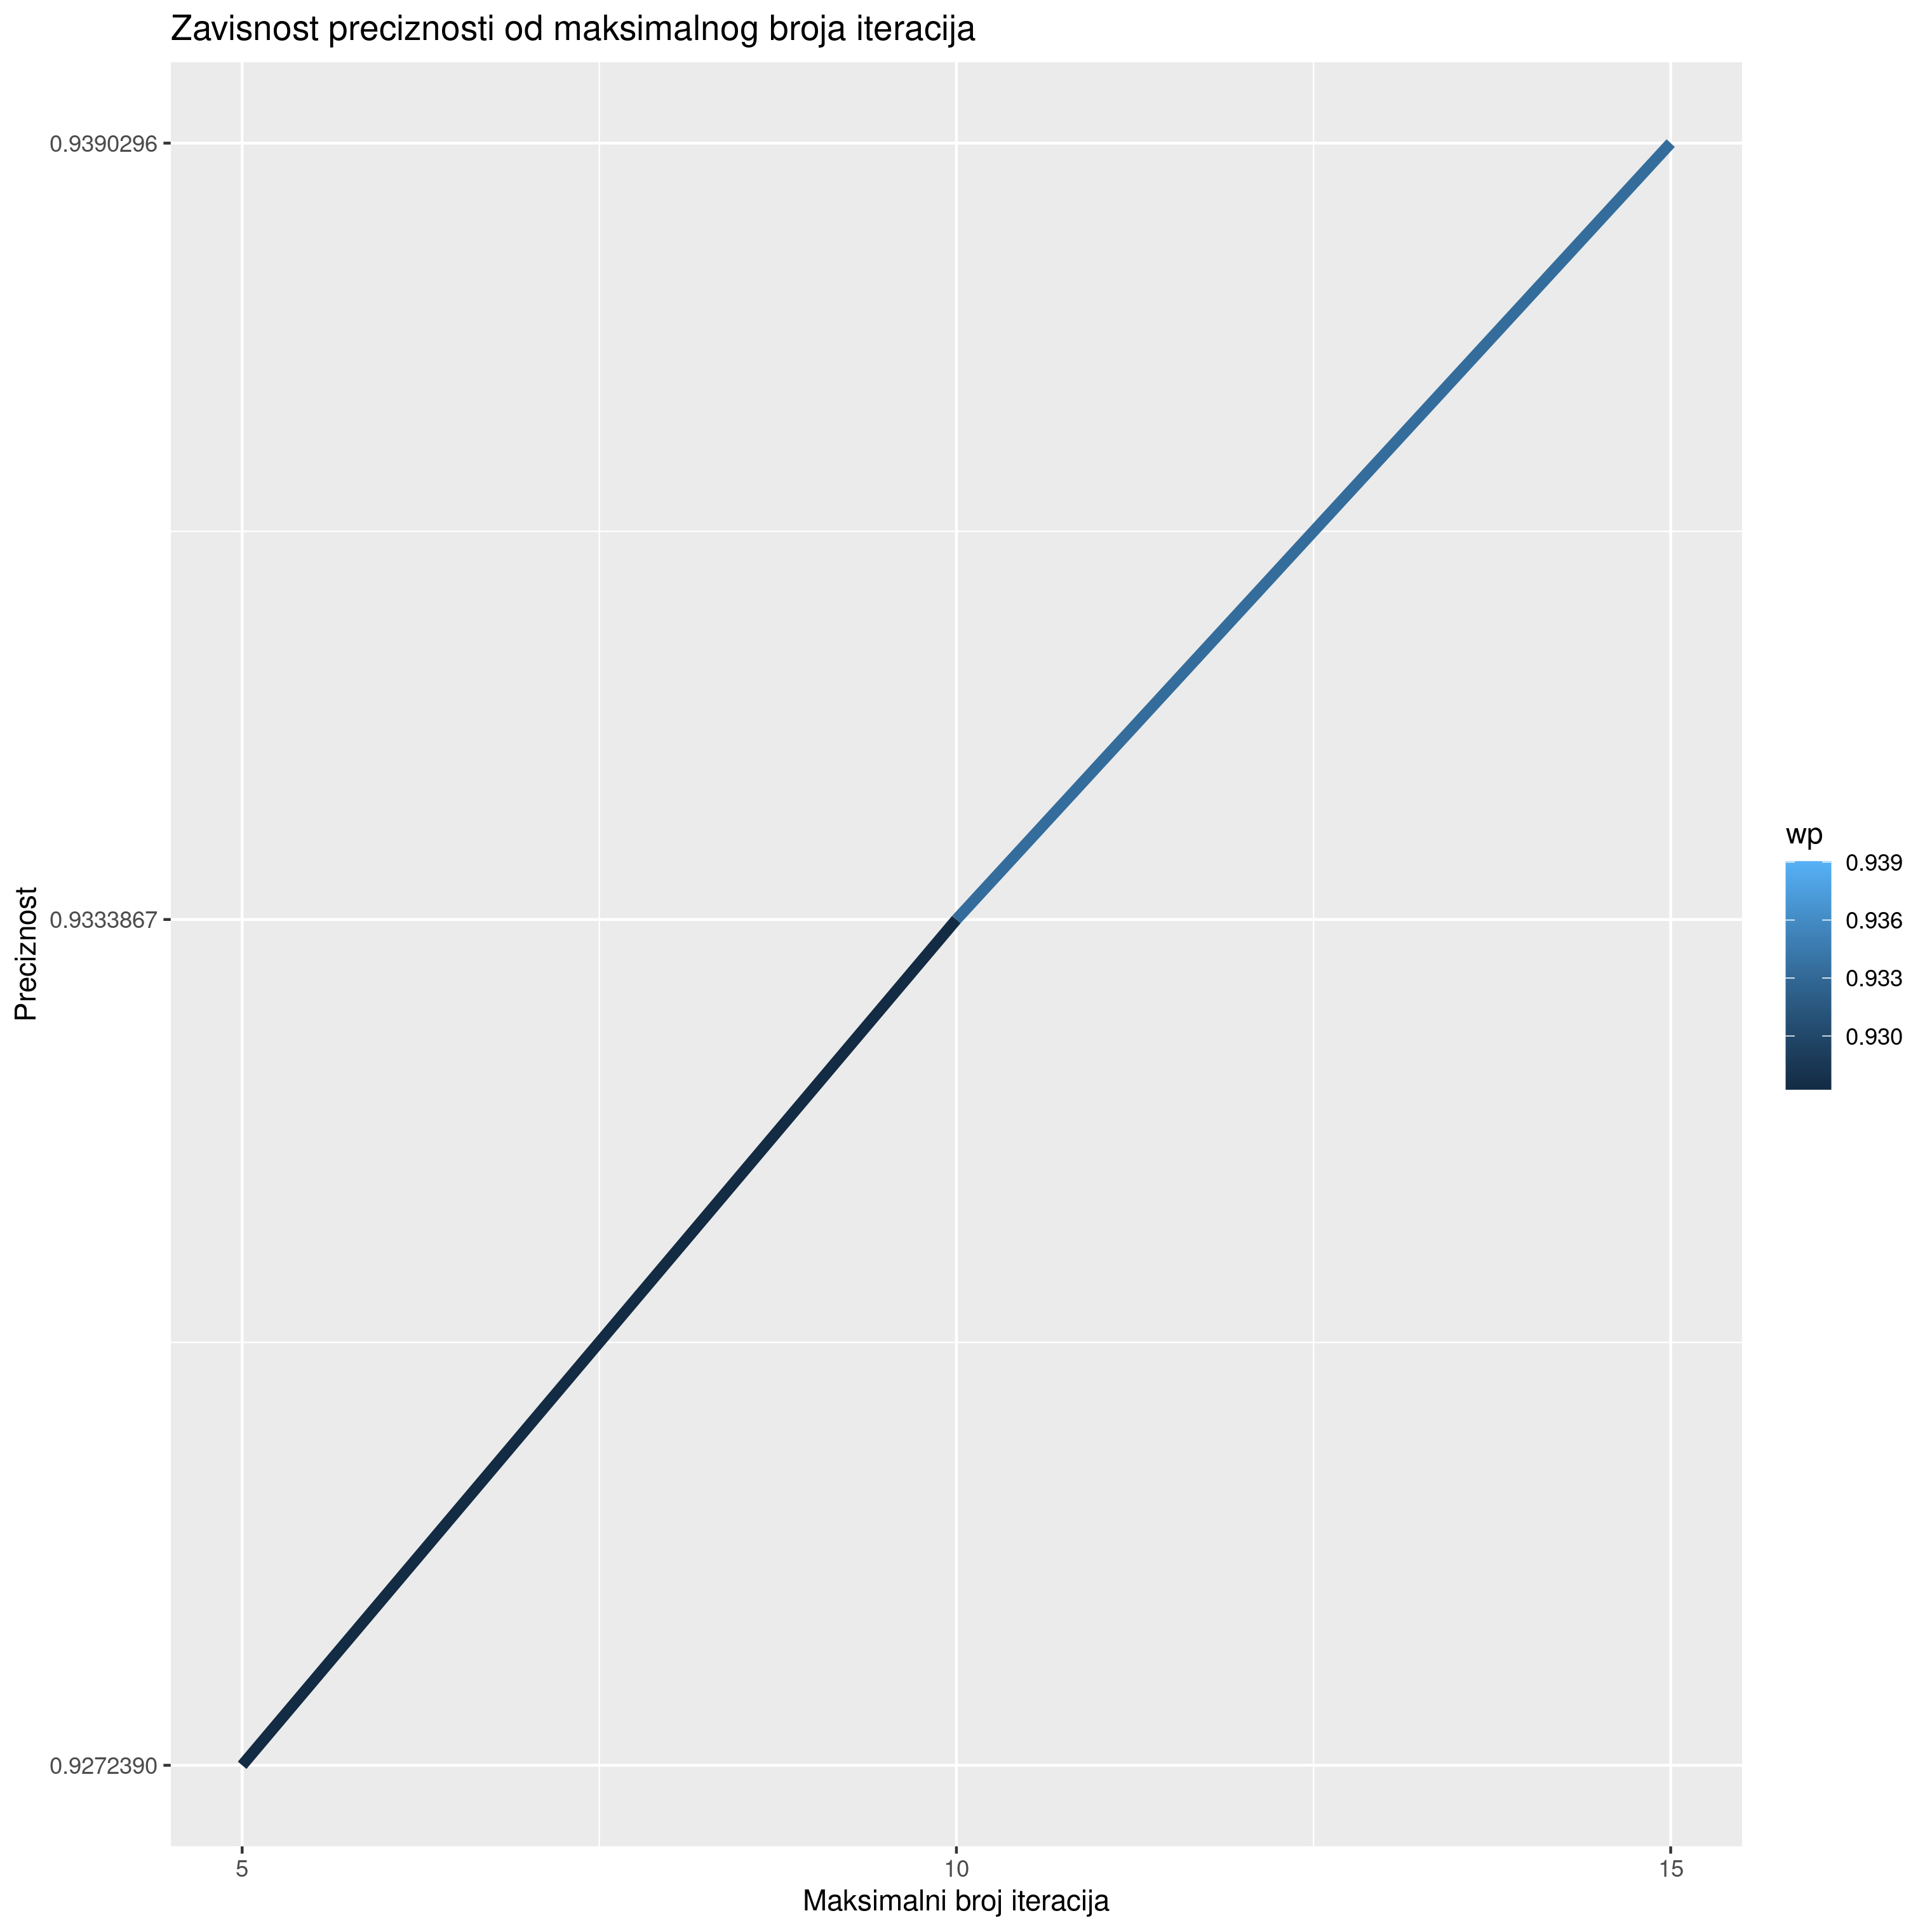 Zavisnost preciznosti od maksimalnog broja iteracija
0.9390296
0.9333867
0.9272390
Preciznost
5
10
15
Maksimalni broj iteracija
wp
0.939
0.936
0.933
0.930